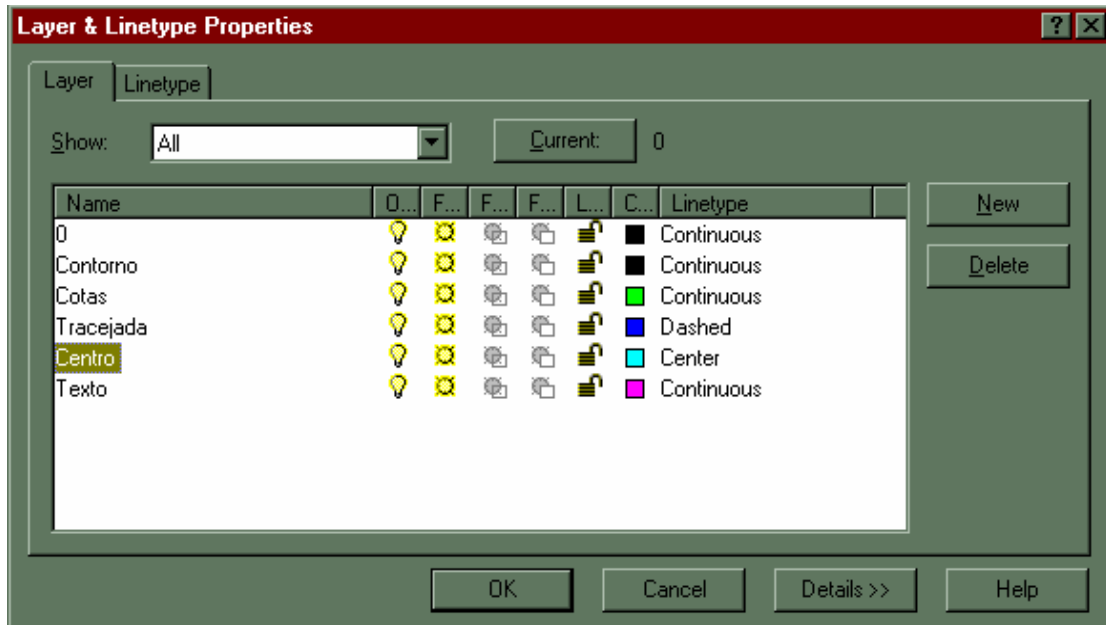 Layer & Linetype Properties
Layer Linetype
Show: All Current: 0
Name O... F... F... F... L... C... Linetype
0 Continuous
Contorno Continuous
Cotas Continuous
Tracejada Dashed
Centro Center
Texto Continuous
New
Delete
OK Cancel Details >> Help